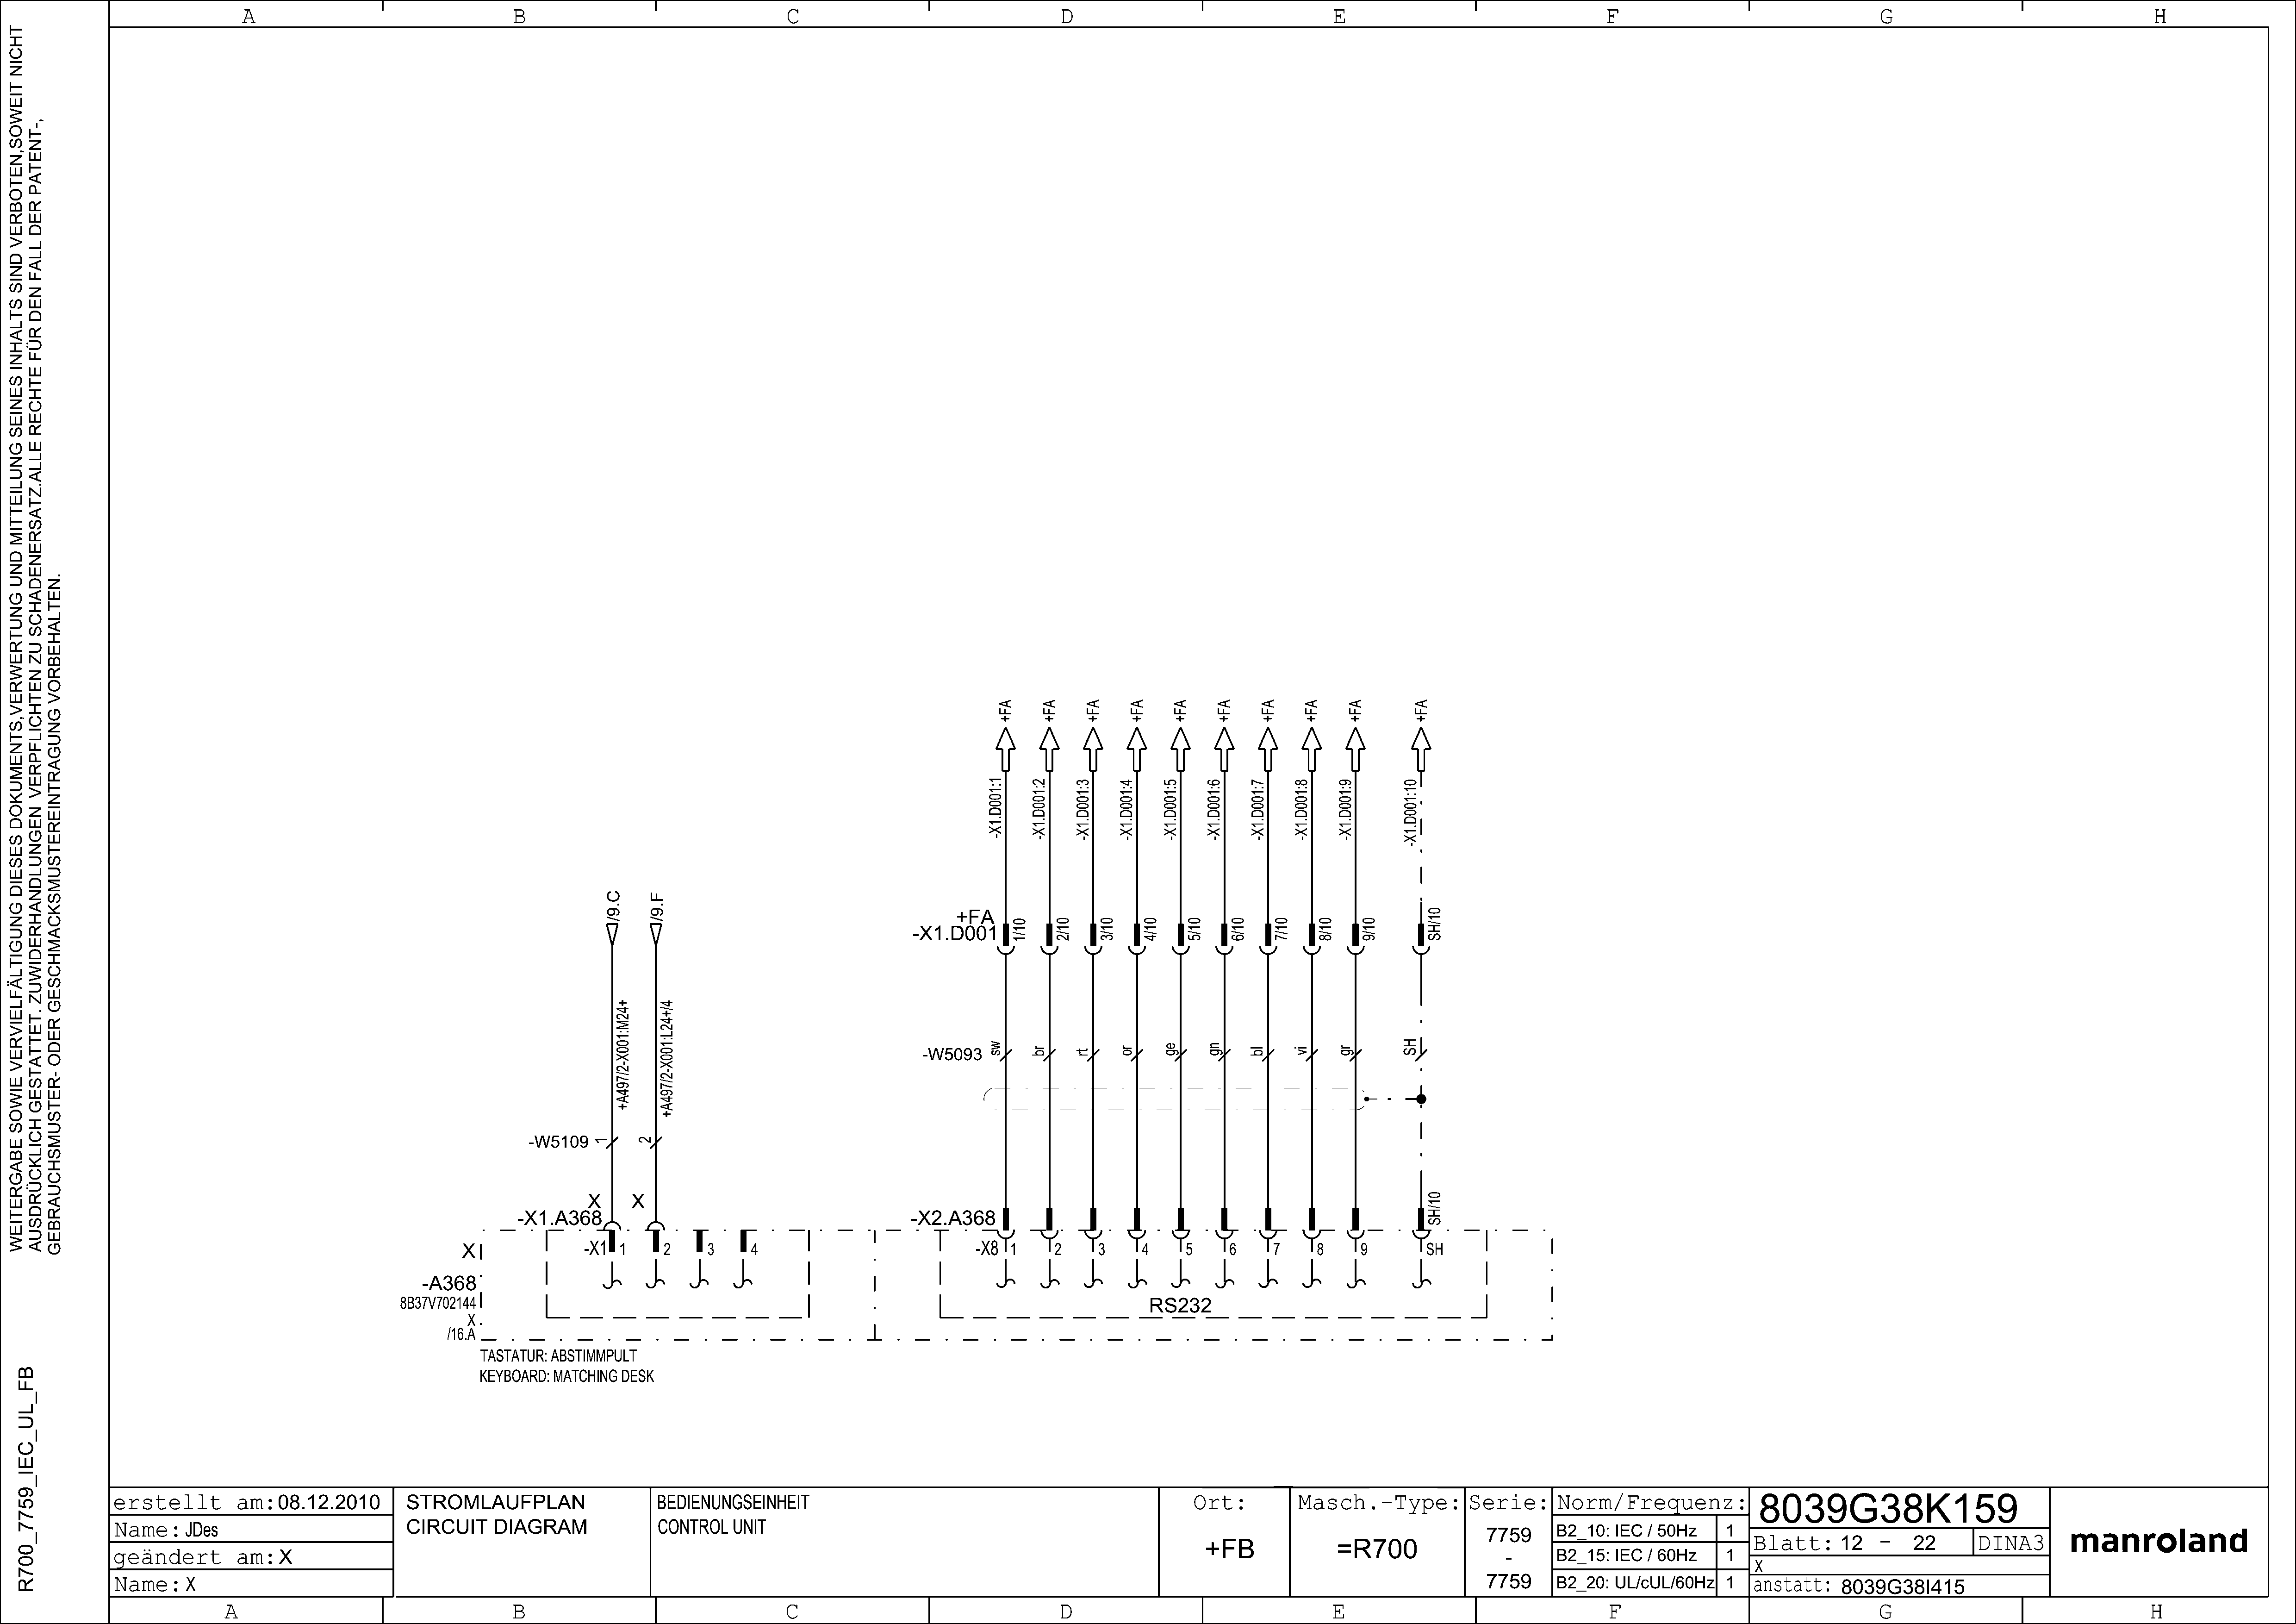 A B C D E F G H
WEITERGABE SOWIE VERVIELFÄLTIGUNG DIESES DOKUMENTS,VERWERTUNG UND MITTEILUNG SEINES INHALTS SIND VERBOTEN,SOWEIT NICHT
AUSDRÜCKLICH GESTATTET. ZUWIDERHANDLUNGEN VERPFLICHTEN ZU SCHADENERSATZ.ALLE RECHTE FÜR DEN FALL DER PATENT-,
GEBRAUCHSMUSTER- ODER GESCHMACKSMUSTEREINTRAGUNG VORBEHALTEN.
R700_7759_IEC_UL_FB
+FA +FA +FA +FA +FA +FA +FA +FA +FA +FA
-X1.D001:1 -X1.D001:2 -X1.D001:3 -X1.D001:4 -X1.D001:5 -X1.D001:6 -X1.D001:7 -X1.D001:8 -X1.D001:9 -X1.D001:10
/9.C /9.F
+FA
-X1.D001 1/10 2/10 3/10 4/10 5/10 6/10 7/10 8/10 9/10 SH/10
+A497/2-X001:M24+ +A497/2-X001:L24+/4
-W5093 sw br rt or ge gn bl vi gr SH
-W5109 1 2
X X
-X1.A368
-X2.A368 SH/10
X
-X1 1 2 3 4
-X8 1 2 3 4 5 6 7 8 9 SH
-A368
8B37V702144
X
/16.A
RS232
TASTATUR: ABSTIMMPULT
KEYBOARD: MATCHING DESK
erstellt am: 08.12.2010
Name: JDes
geändert am: X
Name: X
STROMLAUFPLAN
CIRCUIT DIAGRAM
BEDIENUNGSEINHEIT
CONTROL UNIT
Ort:
+FB
Masch.-Type:
=R700
Serie:
7759
-
7759
Norm/Frequenz:
B2_10: IEC / 50Hz 1
B2_15: IEC / 60Hz 1
B2_20: UL/cUL/60Hz 1
8039G38K159
Blatt: 12 - 22 DINA3
X
anstatt: 8039G38I415
manroland
A B C D E F G H